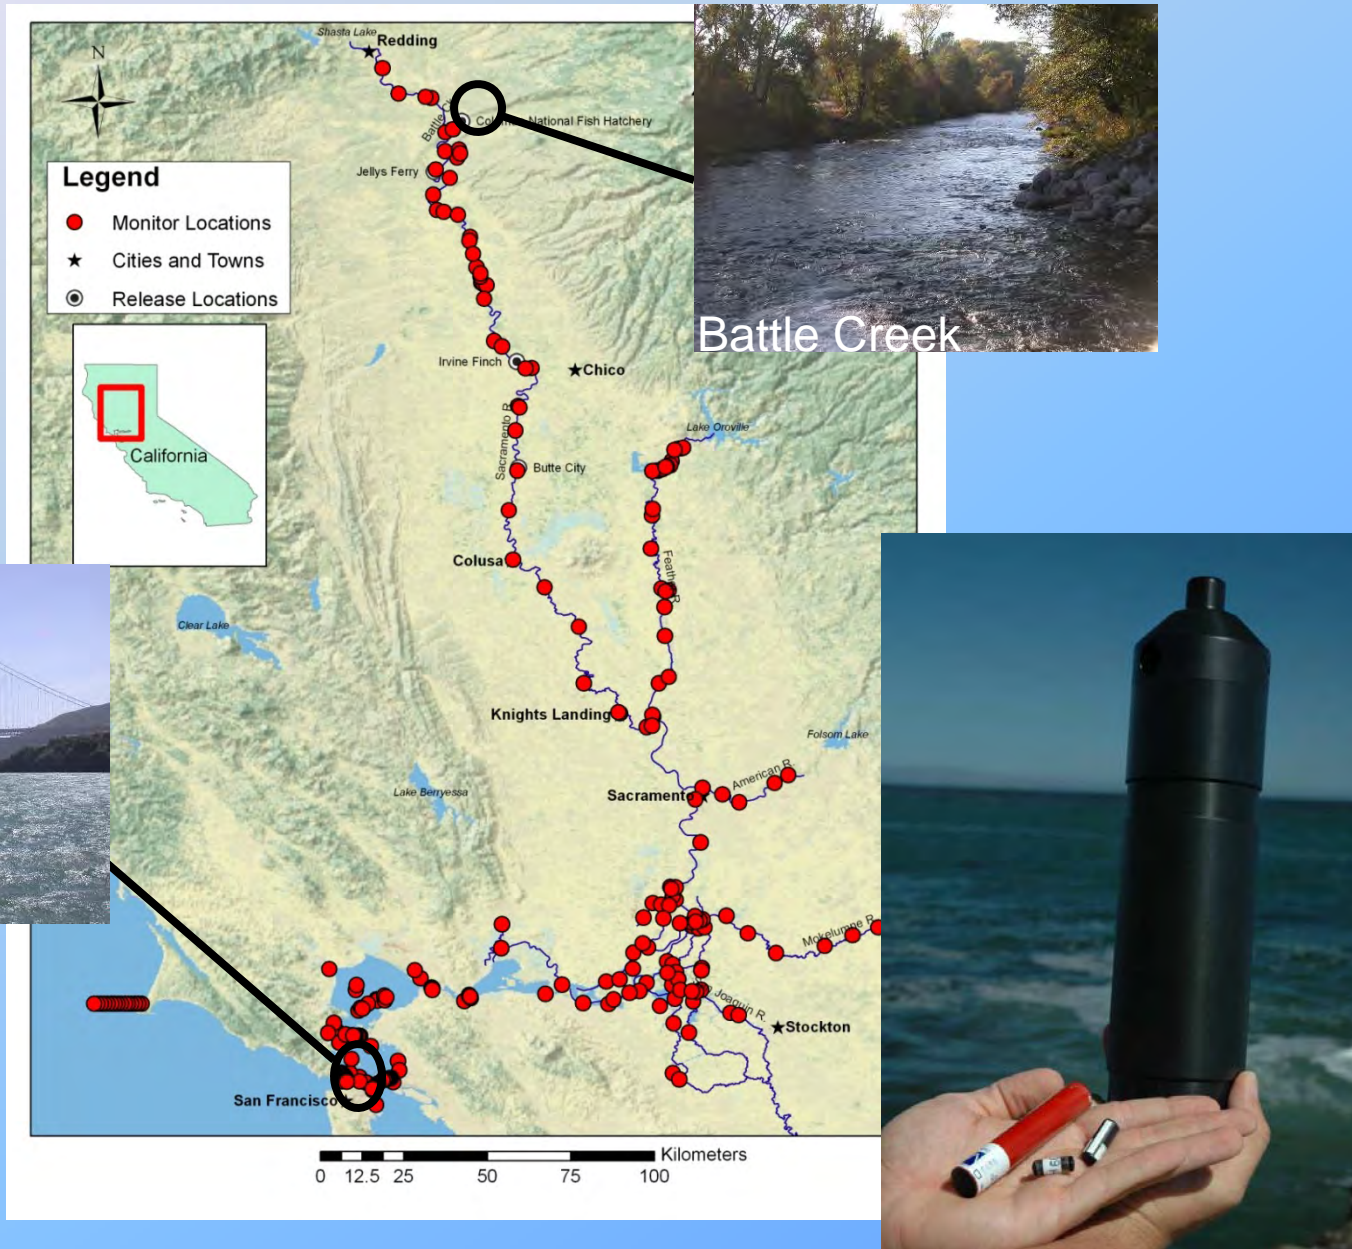 Shasta Lake
Redding
N
Battle
National Fish Hatchery
Jellys Ferry
Legend
Monitor Locations
Cities and Towns
Release Locations
Irvine Finch
Chico
California
Sacramento R.
Lake Oroville
Butte City
Colusa
Feather R.
Clear Lake
Knights Landing
Folsom Lake
American R.
Lake Berryessa
Sacramento
Mokelumne R.
San Joaquin R.
Stockton
San Francisco
Kilometers
0 12.5 25 50 75 100
Battle Creek